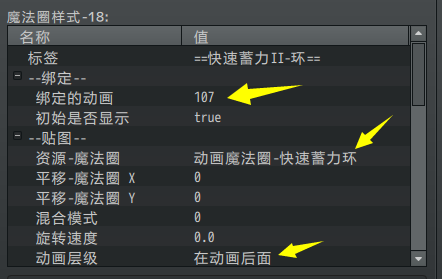 魔法圈样式-18:
名称 值
标签 ==快速蓄力II-环==
--绑定--
绑定的动画 107
初始是否显示 true
--贴图--
资源-魔法圈 动画魔法圈-快速蓄力环
平移-魔法圈 X 0
平移-魔法圈 Y 0
混合模式 0
旋转速度 0.0
动画层级 在动画后面